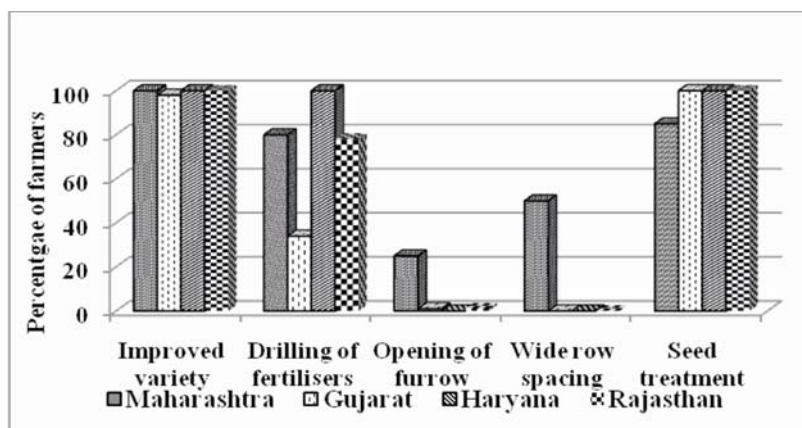 Percentgae of farmers
100
80
60
40
20
0
Improved variety
Drilling of fertilisers
Opening of furrow
Wide row spacing
Seed treatment
Maharashtra Gujarat Haryana Rajasthan